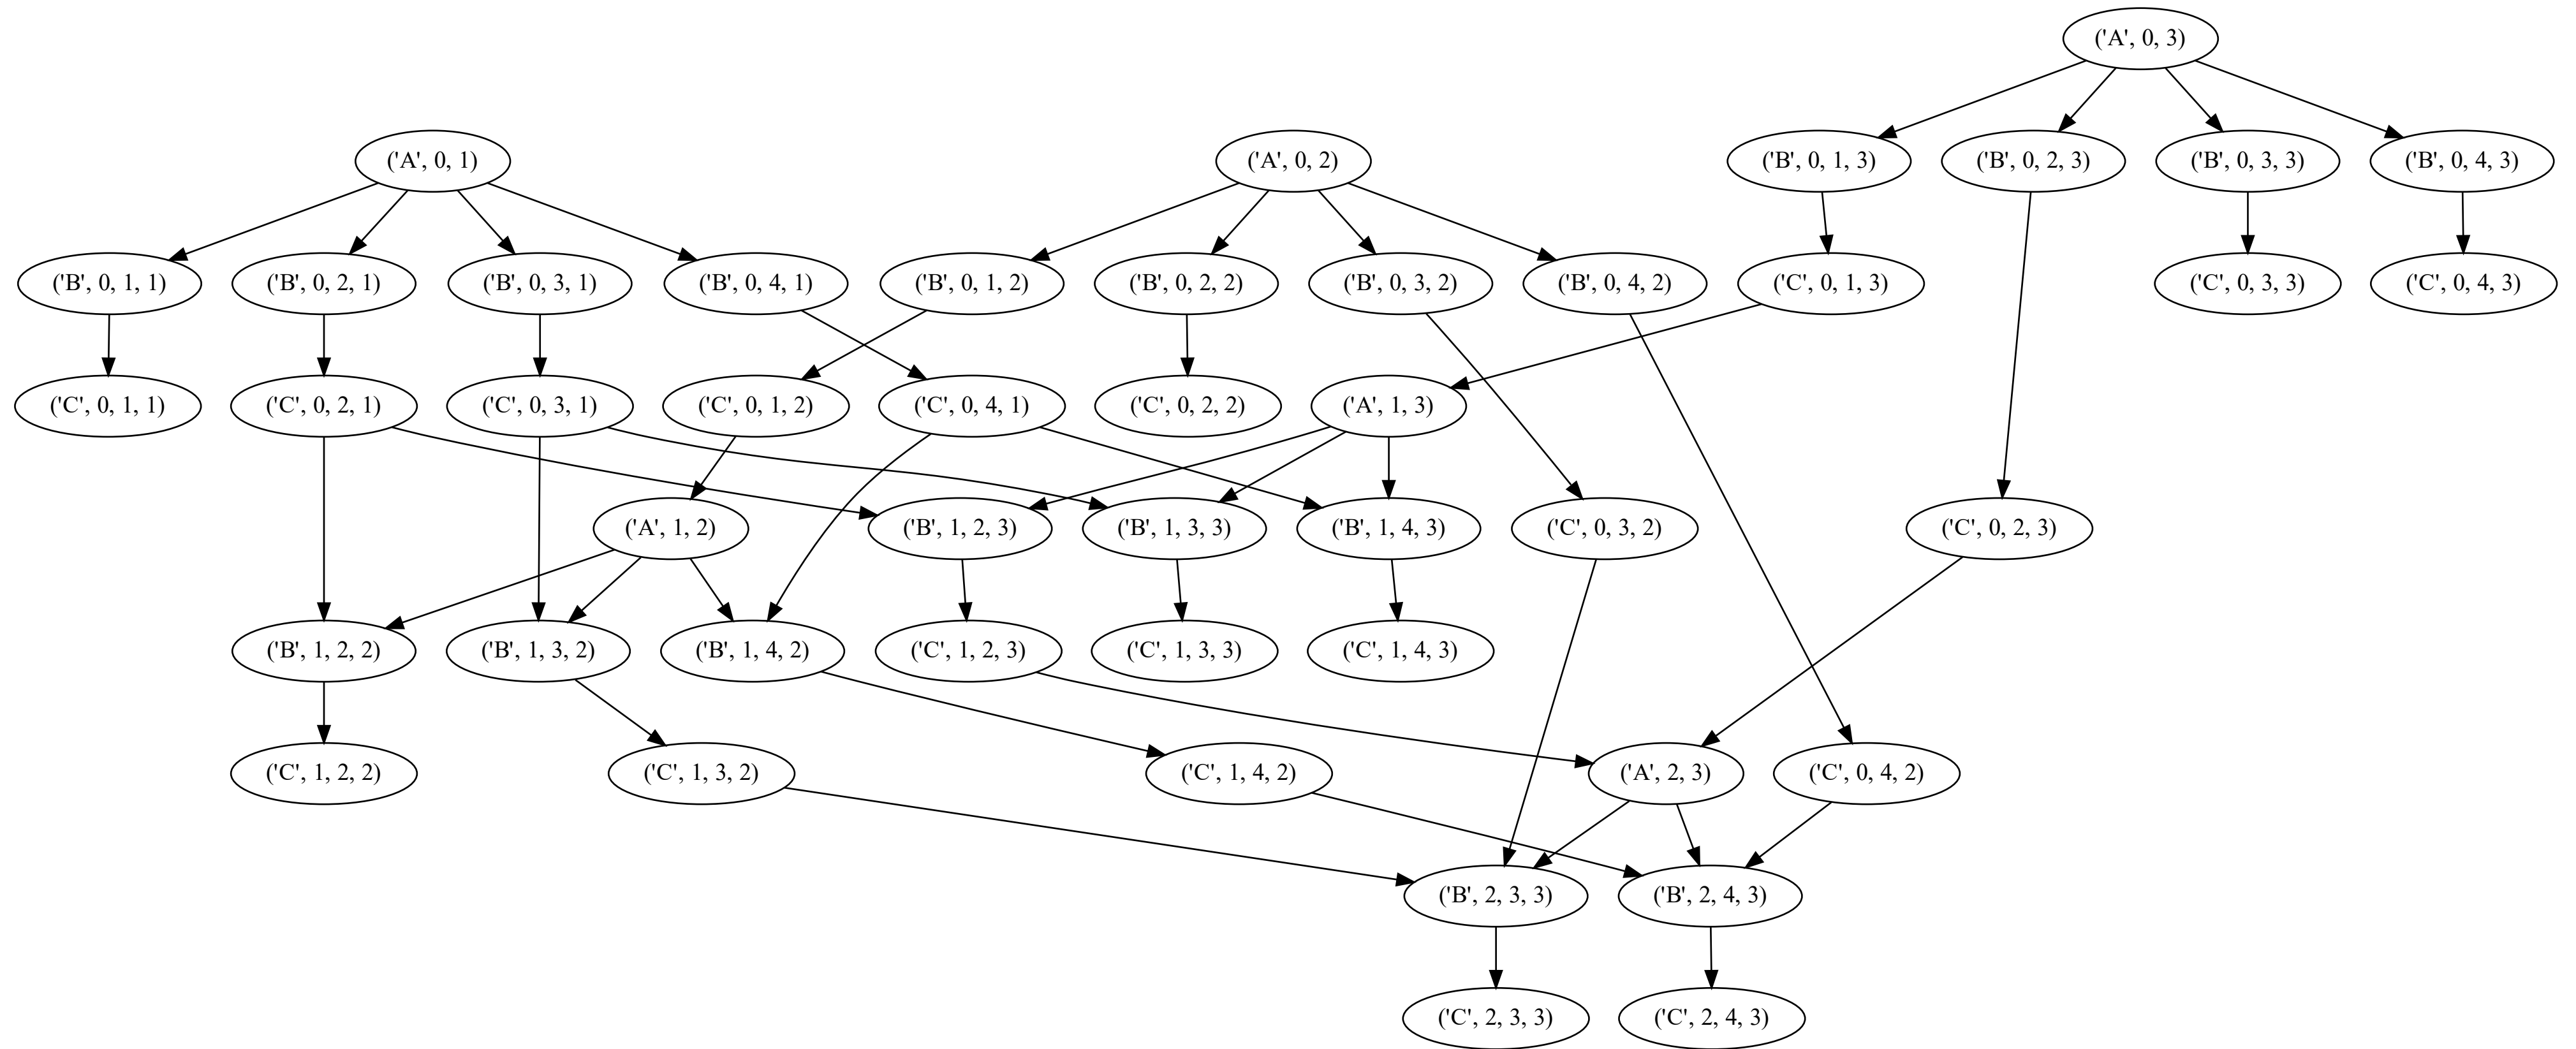 ('A', 0, 3)
('A', 0, 1)
('A', 0, 2)
('B', 0, 1, 3)
('B', 0, 2, 3)
('B', 0, 3, 3)
('B', 0, 4, 3)
('B', 0, 1, 1)
('B', 0, 2, 1)
('B', 0, 3, 1)
('B', 0, 4, 1)
('B', 0, 1, 2)
('B', 0, 2, 2)
('B', 0, 3, 2)
('B', 0, 4, 2)
('C', 0, 1, 3)
('C', 0, 3, 3)
('C', 0, 4, 3)
('C', 0, 1, 1)
('C', 0, 2, 1)
('C', 0, 3, 1)
('C', 0, 1, 2)
('C', 0, 4, 1)
('C', 0, 2, 2)
('A', 1, 3)
('A', 1, 2)
('B', 1, 2, 3)
('B', 1, 3, 3)
('B', 1, 4, 3)
('C', 0, 3, 2)
('C', 0, 2, 3)
('B', 1, 2, 2)
('B', 1, 3, 2)
('B', 1, 4, 2)
('C', 1, 2, 3)
('C', 1, 3, 3)
('C', 1, 4, 3)
('C', 1, 2, 2)
('C', 1, 3, 2)
('C', 1, 4, 2)
('A', 2, 3)
('C', 0, 4, 2)
('B', 2, 3, 3)
('B', 2, 4, 3)
('C', 2, 3, 3)
('C', 2, 4, 3)